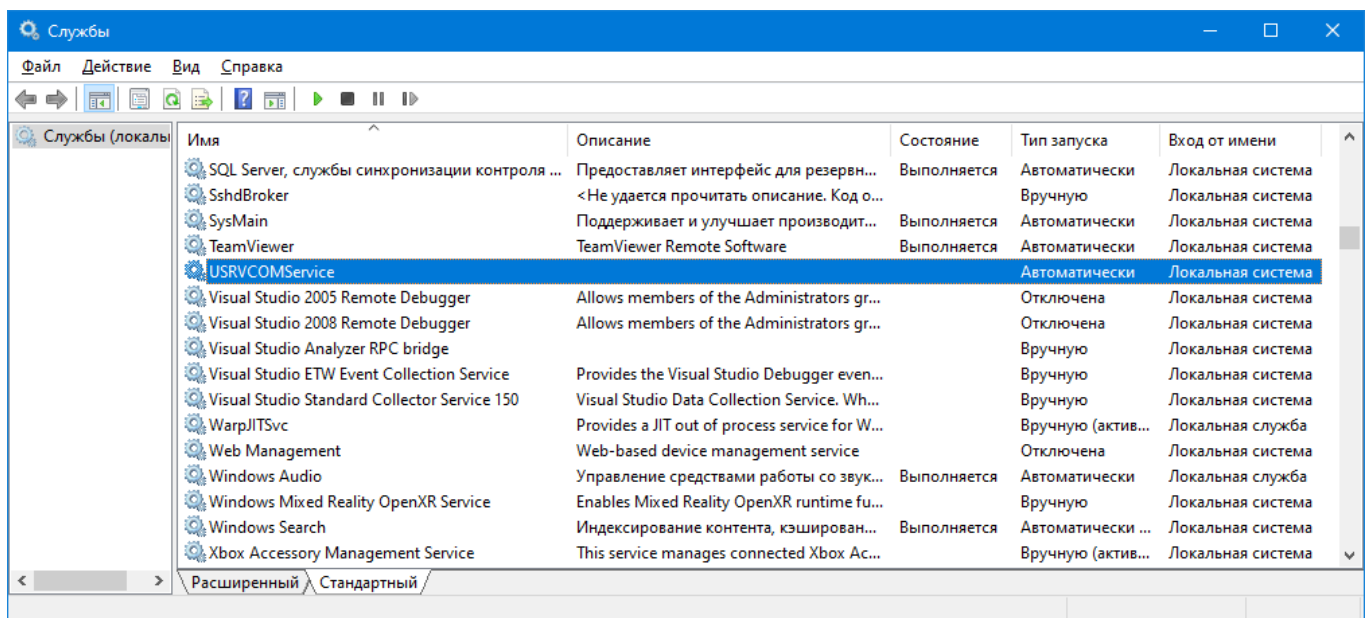 Службы
Файл Действие Вид Справка
Службы (локалы
Имя Описание Состояние Тип запуска Вход от имени
SQL Server, службы синхронизации контроля ... Предоставляет интерфейс для резервн... Выполняется Автоматически Локальная система
SshdBroker <Не удается прочитать описание. Код о... Вручную Локальная система
SysMain Поддерживает и улучшает производит... Выполняется Автоматически Локальная система
TeamViewer TeamViewer Remote Software Выполняется Автоматически Локальная система
USRVCOMService Автоматически Локальная система
Visual Studio 2005 Remote Debugger Allows members of the Administrators gr... Отключена Локальная система
Visual Studio 2008 Remote Debugger Allows members of the Administrators gr... Отключена Локальная система
Visual Studio Analyzer RPC bridge Вручную Локальная система
Visual Studio ETW Event Collection Service Provides the Visual Studio Debugger even... Вручную Локальная система
Visual Studio Standard Collector Service 150 Visual Studio Data Collection Service. Wh... Вручную Локальная система
WarpJITSvc Provides a JIT out of process service for W... Вручную (актив... Локальная служба
Web Management Web-based device management service Отключена Локальная система
Windows Audio Управление средствами работы со звук... Выполняется Автоматически Локальная служба
Windows Mixed Reality OpenXR Service Enables Mixed Reality OpenXR runtime fu... Вручную Локальная система
Windows Search Индексирование контента, кэширован... Выполняется Автоматически ... Локальная система
Xbox Accessory Management Service This service manages connected Xbox Ac... Вручную (актив... Локальная система
Расширенный Стандартный